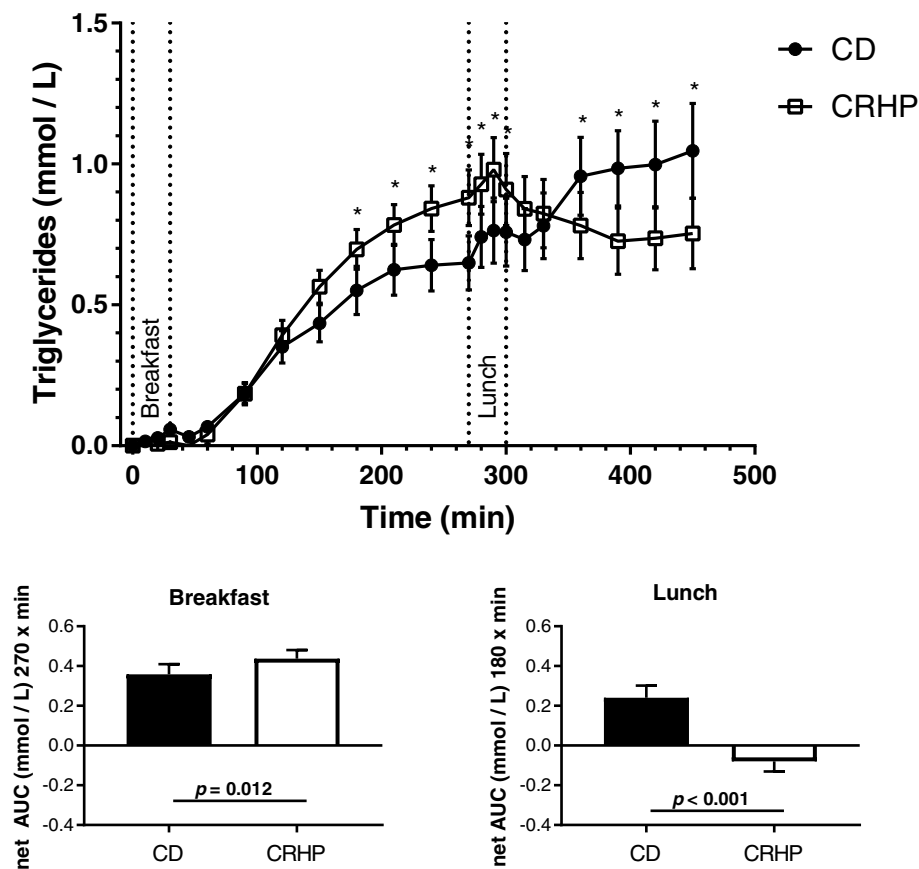 Triglycerides (mmol / L)
1.5
1.0
0.5
0.0
* * * * * * * * * * * *
Breakfast
Lunch
0 100 200 300 400 500
Time (min)
CD
CRHP
Breakfast
net AUC (mmol / L) 270 x min
0.6
0.4
0.2
0.0
-0.2
-0.4
p = 0.012
CD CRHP
Lunch
net AUC (mmol / L) 180 x min
0.6
0.4
0.2
0.0
-0.2
-0.4
p < 0.001
CD CRHP